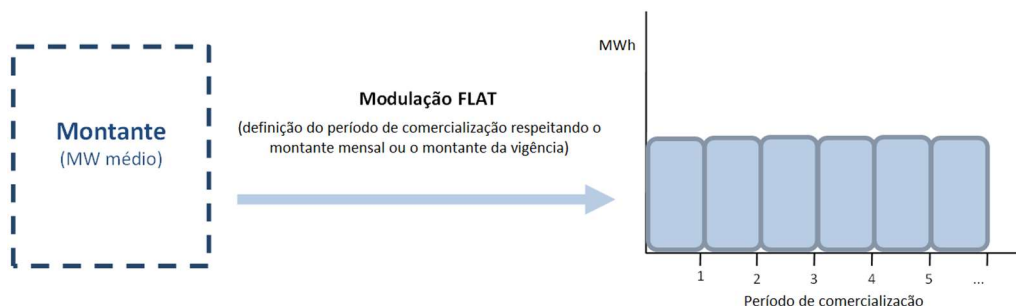 Montante
(MW médio)
Modulação FLAT
(definição do período de comercialização respeitando o
montante mensal ou o montante da vigência)
MWh
1 2 3 4 5 ...
Período de comercialização